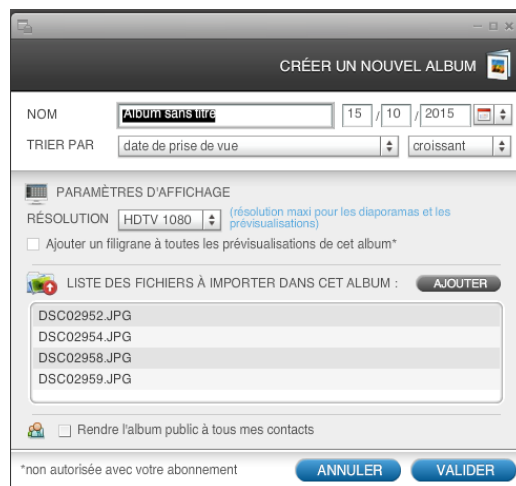 CRÉER UN NOUVEL ALBUM
NOM Album sans titre 15 / 10 / 2015
TRIER PAR date de prise de vue croissant
PARAMÈTRES D'AFFICHAGE
RÉSOLUTION HDTV 1080 (résolution maxi pour les diaporamas et les
prévisualisations)
Ajouter un filigrane à toutes les prévisualisations de cet album*
LISTE DES FICHIERS À IMPORTER DANS CET ALBUM : AJOUTER
DSC02952.JPG
DSC02954.JPG
DSC02958.JPG
DSC02959.JPG
Rendre l'album public à tous mes contacts
*non autorisée avec votre abonnement ANNULER VALIDER